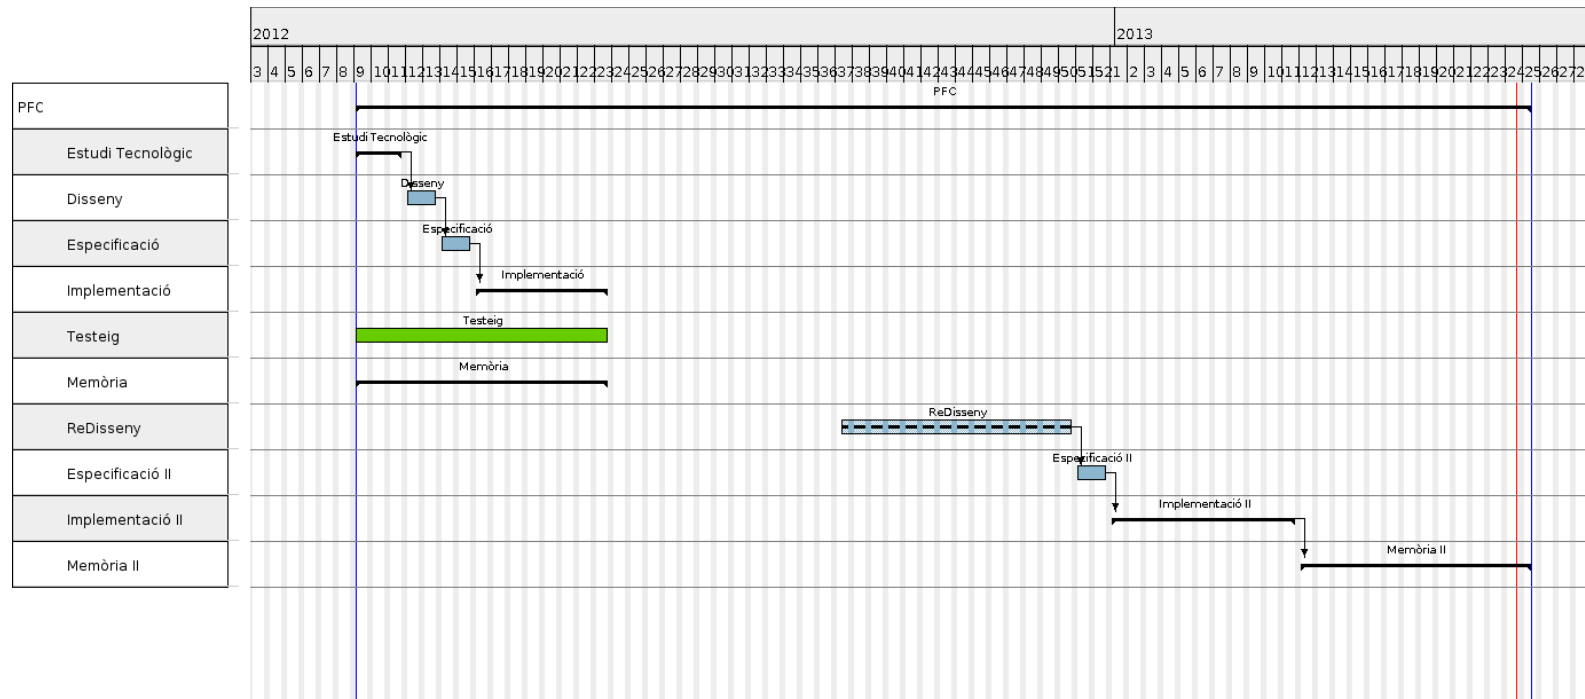 2012 2013
3 4 5 6 7 8 9 10 11 12 13 14 15 16 17 18 19 20 21 22 23 24 25 26 27 28 29 30 31 32 33 34 35 36 37 38 39 40 41 42 43 44 45 46 47 48 49 50 51 52 1 2 3 4 5 6 7 8 9 10 11 12 13 14 15 16 17 18 19 20 21 22 23 24 25 26 27 2
PFC PFC
Estudi Tecnològic Estudi Tecnològic
Disseny Disseny
Especificació Especificació
Implementació Implementació
Testeig Testeig
Memòria Memòria
ReDisseny ReDisseny
Especificació II Especificació II
Implementació II Implementació II
Memòria II Memòria II